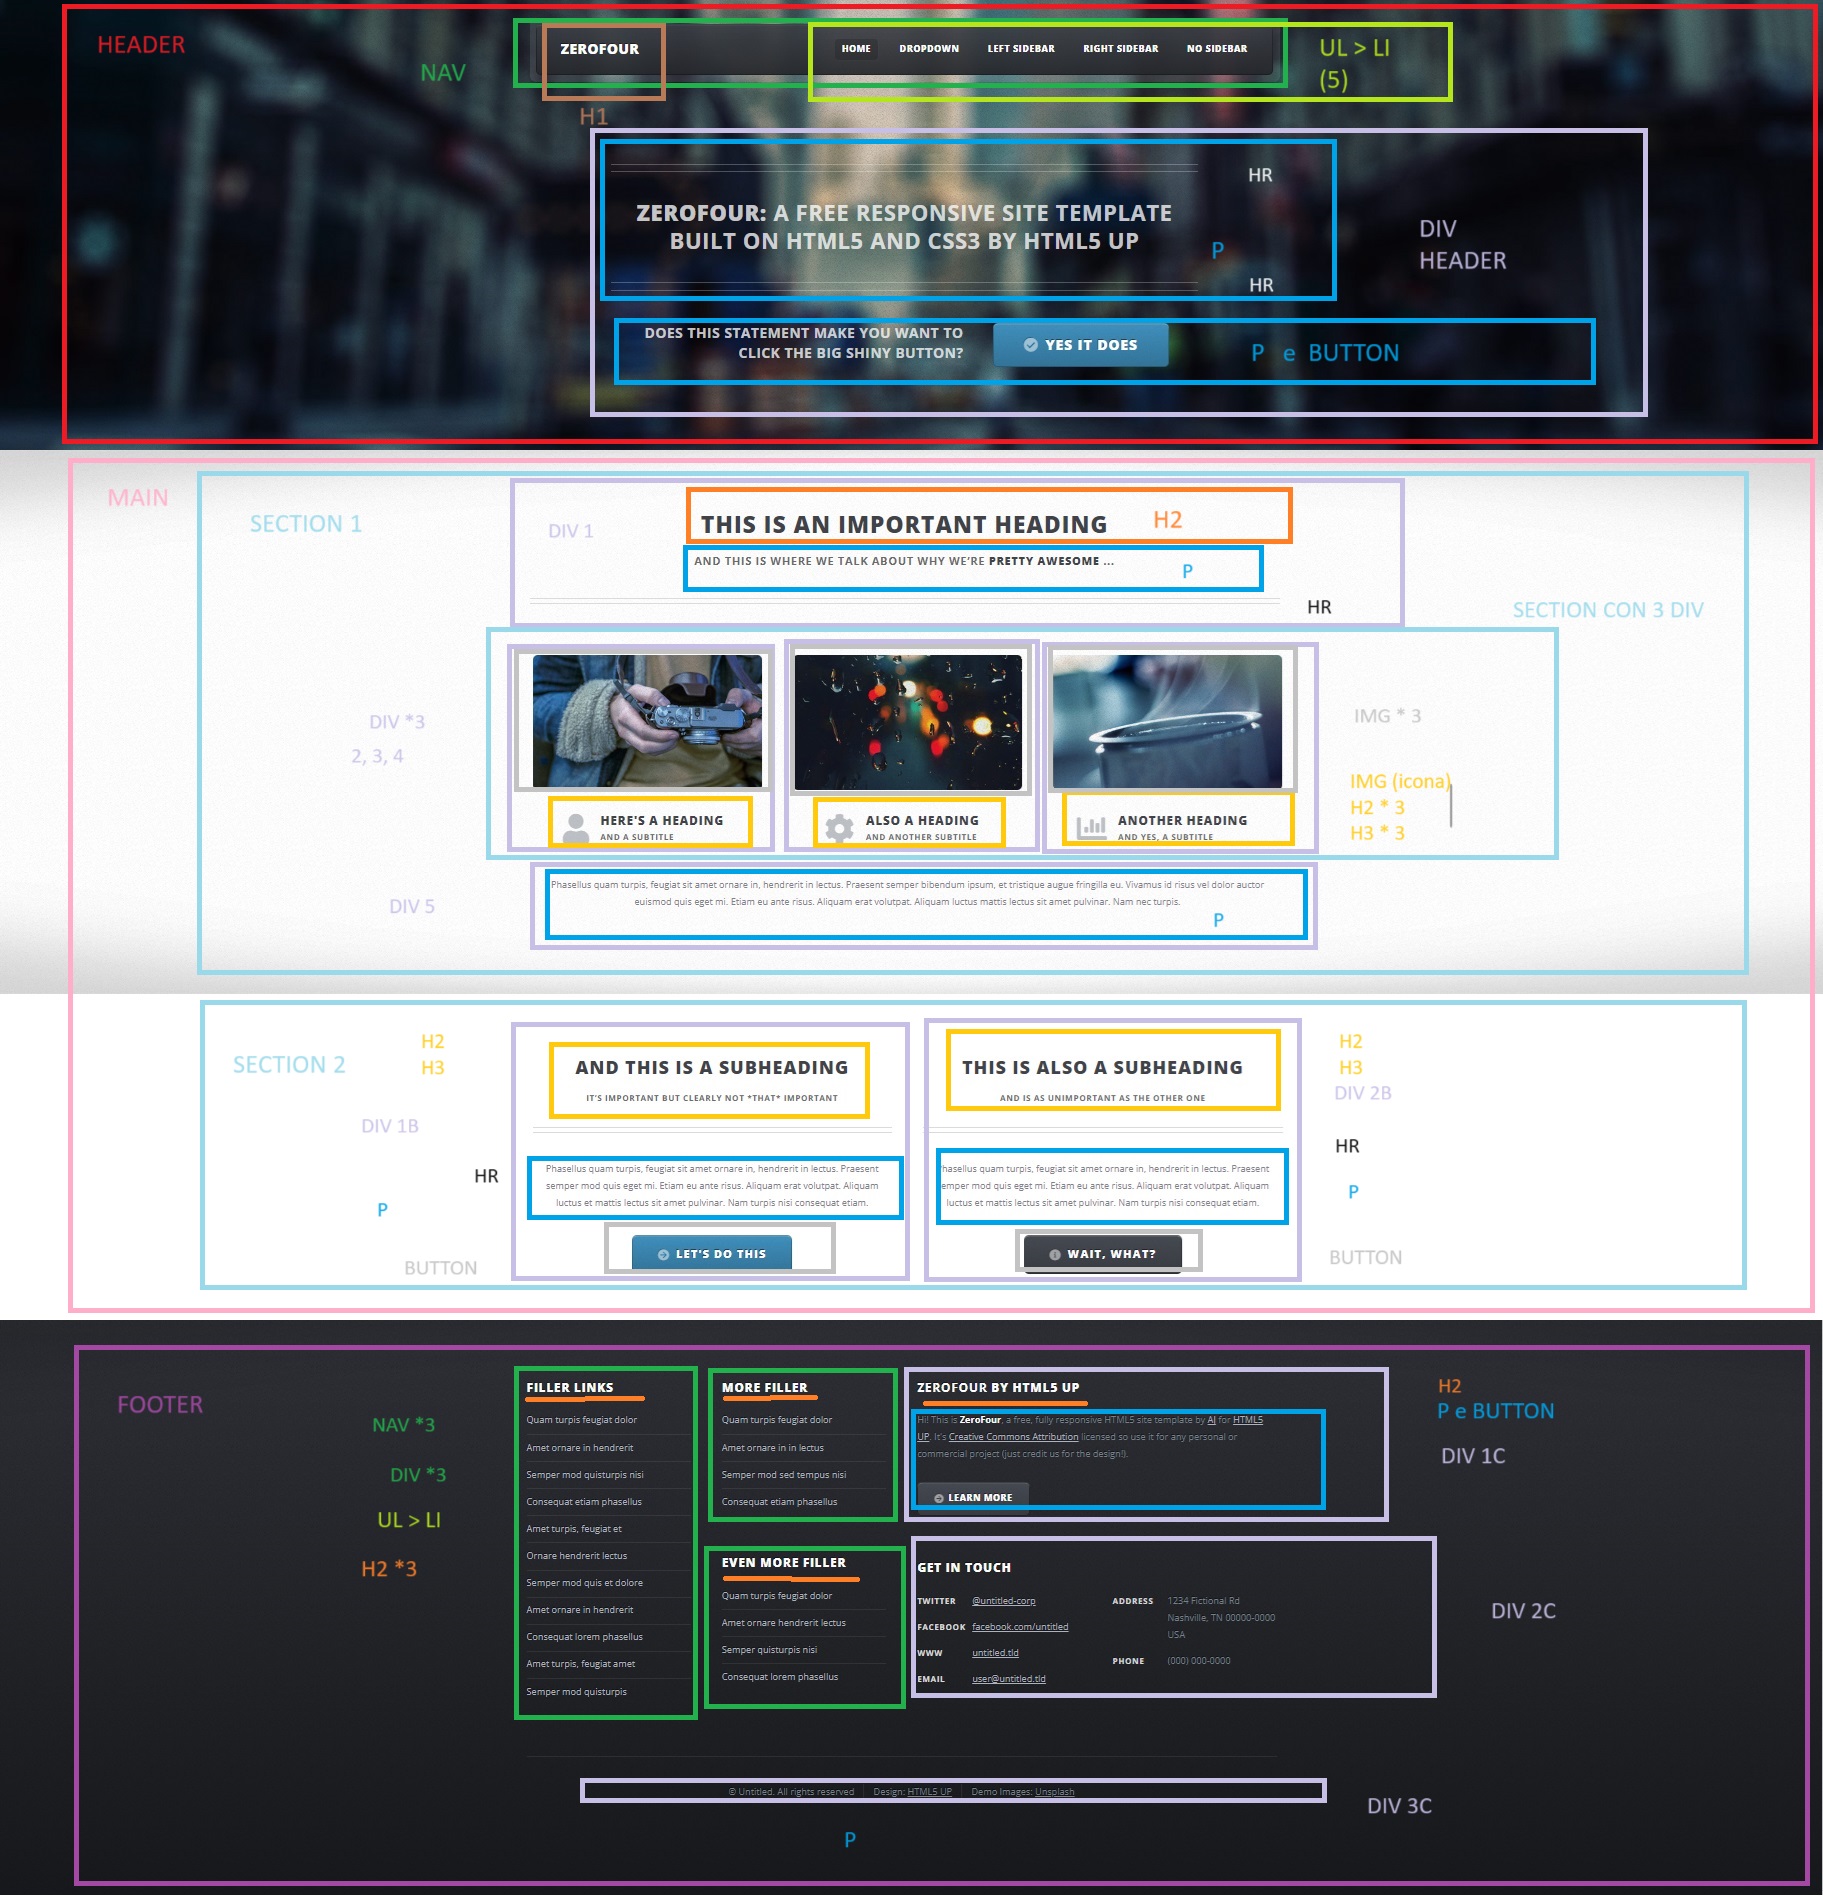 HEADER
NAV
ZEROFOUR
HOME DROPDOWN LEFT SIDEBAR RIGHT SIDEBAR NO SIDEBAR
UL > LI
(5)
H1
HR
ZEROFOUR: A FREE RESPONSIVE SITE TEMPLATE
BUILT ON HTML5 AND CSS3 BY HTML5 UP
P
HR
DIV
HEADER
DOES THIS STATEMENT MAKE YOU WANT TO
CLICK THE BIG SHINY BUTTON?
YES IT DOES
P e BUTTON
MAIN
SECTION 1
DIV 1
THIS IS AN IMPORTANT HEADING
H2
AND THIS IS WHERE WE TALK ABOUT WHY WE'RE PRETTY AWESOME ...
P
HR
SECTION CON 3 DIV
DIV *3
2, 3, 4
IMG * 3
IMG (icona)
H2 * 3
H3 * 3
HERE'S A HEADING
AND A SUBTITLE
ALSO A HEADING
AND ANOTHER SUBTITLE
ANOTHER HEADING
AND YES, A SUBTITLE
DIV 5
Phasellus quam turpis, feugiat sit amet ornare in, hendrerit in lectus. Praesent semper bibendum ipsum, et tristique augue fringilla eu. Vivamus id risus vel dolor auctor
euismod quis eget mi. Etiam eu ante risus. Aliquam erat volutpat. Aliquam luctus mattis lectus sit amet pulvinar. Nam nec turpis.
P
SECTION 2
H2
H3
DIV 1B
HR
P
BUTTON
AND THIS IS A SUBHEADING
IT'S IMPORTANT BUT CLEARLY NOT *THAT* IMPORTANT
Phasellus quam turpis, feugiat sit amet ornare in, hendrerit in lectus. Praesent
semper mod quis eget mi. Etiam eu ante risus. Aliquam erat volutpat. Aliquam
luctus et mattis lectus sit amet pulvinar. Nam turpis nisi consequat etiam.
LET'S DO THIS
THIS IS ALSO A SUBHEADING
AND IS AS UNIMPORTANT AS THE OTHER ONE
hasellus quam turpis, feugiat sit amet ornare in, hendrerit in lectus. Praesent
emper mod quis eget mi. Etiam eu ante risus. Aliquam erat volutpat. Aliquam
luctus et mattis lectus sit amet pulvinar. Nam turpis nisi consequat etiam.
WAIT, WHAT?
H2
H3
DIV 2B
HR
P
BUTTON
FOOTER
NAV *3
DIV *3
UL > LI
H2 *3
FILLER LINKS
Quam turpis feugiat dolor
Amet ornare in hendrerit
Semper mod quisturpis nisi
Consequat etiam phasellus
Amet turpis, feugiat et
Ornare hendrerit lectus
Semper mod quis et dolore
Amet ornare in hendrerit
Consequat lorem phasellus
Amet turpis, feugiat amet
Semper mod quisturpis
MORE FILLER
Quam turpis feugiat dolor
Amet ornare in in lectus
Semper mod sed tempus nisi
Consequat etiam phasellus
EVEN MORE FILLER
Quam turpis feugiat dolor
Amet ornare hendrerit lectus
Semper quisturpis nisi
Consequat lorem phasellus
ZEROFOUR BY HTML5 UP
Hi! This is ZeroFour, a free, fully responsive HTML5 site template by AJ for HTML5
UP. It's Creative Commons Attribution licensed so use it for any personal or
commercial project (just credit us for the design!).
LEARN MORE
H2
P e BUTTON
DIV 1C
GET IN TOUCH
TWITTER @untitled-corp
FACEBOOK facebook.com/untitled
WWW untitled.tld
EMAIL user@untitled.tld
ADDRESS 1234 Fictional Rd
Nashville, TN 00000-0000
USA
PHONE (000) 000-0000
DIV 2C
© Untitled. All rights reserved Design: HTML5 UP Demo Images: Unsplash
DIV 3C
P